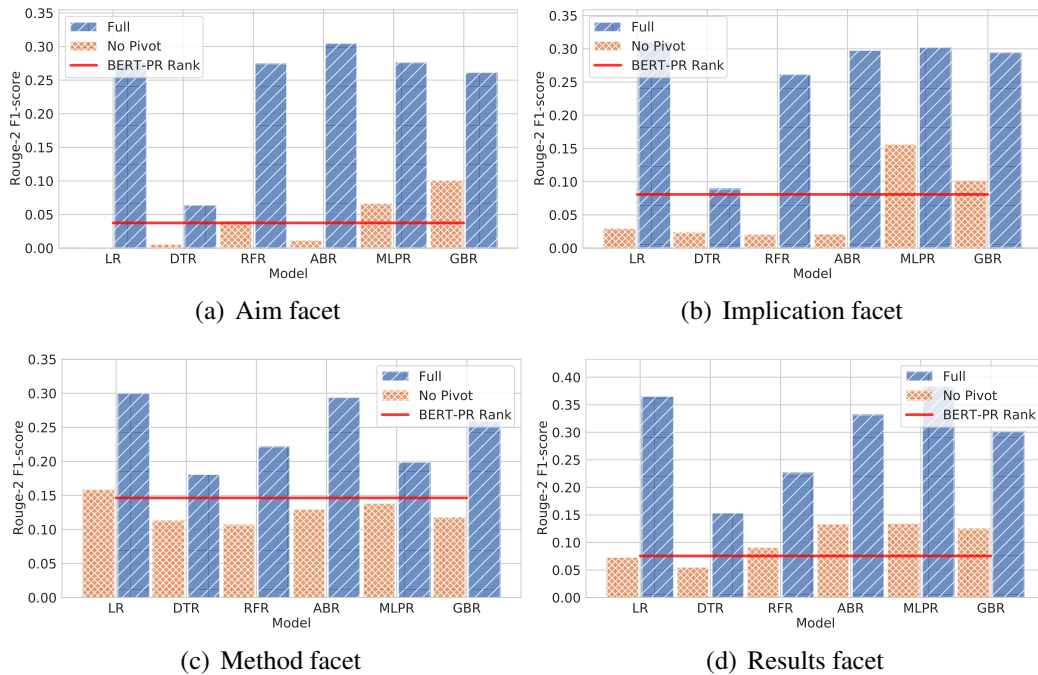 Full
No Pivot
BERT-PR Rank
Rouge-2 F1-score
0.35
0.30
0.25
0.20
0.15
0.10
0.05
0.00
LR DTR RFR ABR MLPR GBR
Model
(a) Aim facet
Full
No Pivot
BERT-PR Rank
Rouge-2 F1-score
0.35
0.30
0.25
0.20
0.15
0.10
0.05
0.00
LR DTR RFR ABR MLPR GBR
Model
(b) Implication facet
Full
No Pivot
BERT-PR Rank
Rouge-2 F1-score
0.35
0.30
0.25
0.20
0.15
0.10
0.05
0.00
LR DTR RFR ABR MLPR GBR
Model
(c) Method facet
Full
No Pivot
BERT-PR Rank
Rouge-2 F1-score
0.40
0.35
0.30
0.25
0.20
0.15
0.10
0.05
0.00
LR DTR RFR ABR MLPR GBR
Model
(d) Results facet